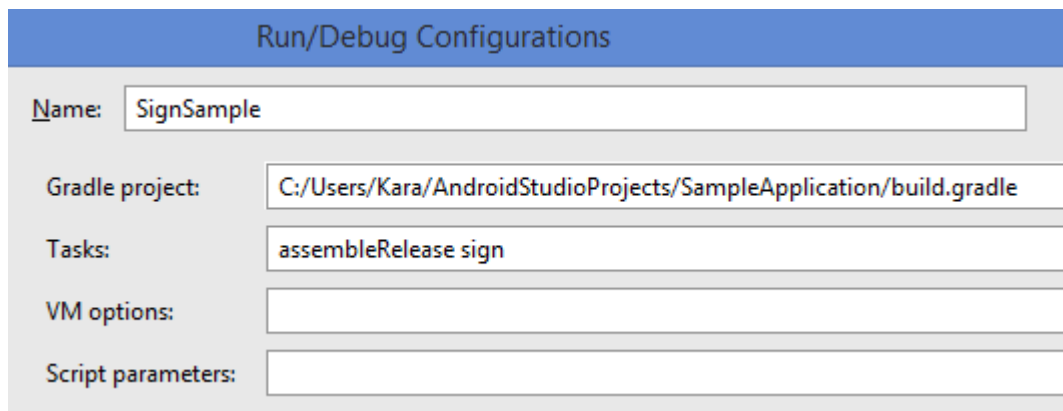 Run/Debug Configurations
Name: SignSample
Gradle project: C:/Users/Kara/AndroidStudioProjects/SampleApplication/build.gradle
Tasks: assembleRelease sign
VM options:
Script parameters: